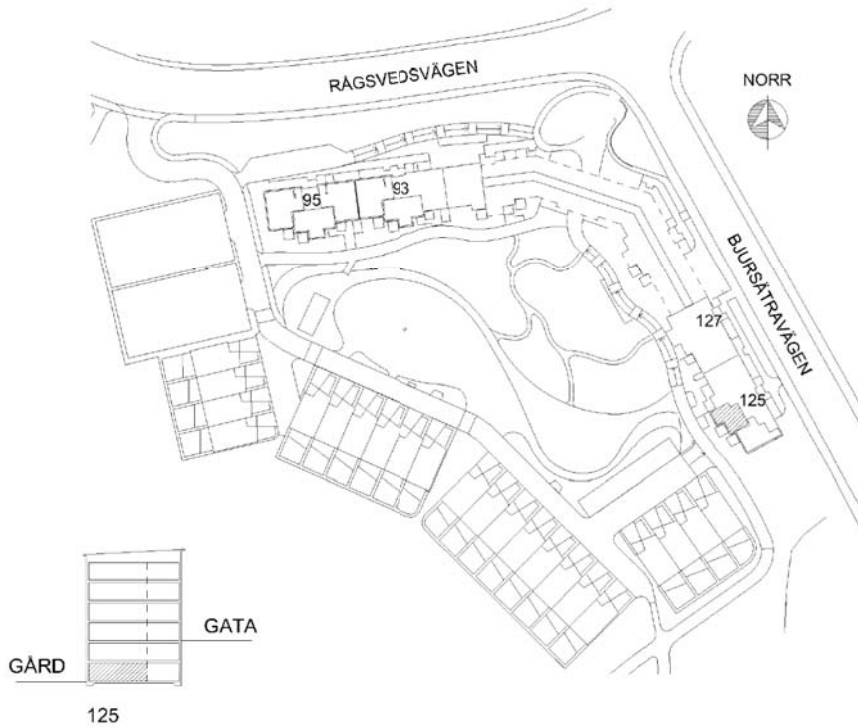 RÅGSVEDSVÄGEN
NORR
93
95
BJURSÄTRAVÄGEN
127
125
GATA
GÅRD
125